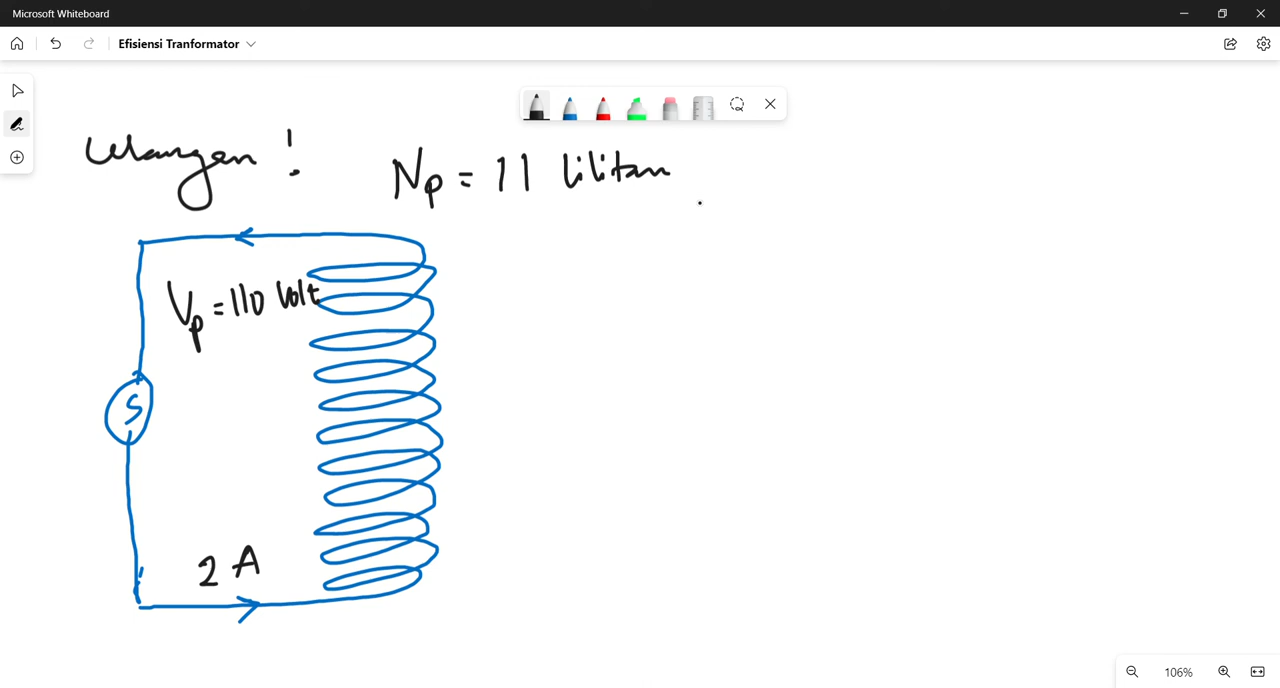 Microsoft Whiteboard
Efisiensi Tranformator
Ulangan !
Np = 11 lilitan
Vp = 110 Volt
S
2 A
106%